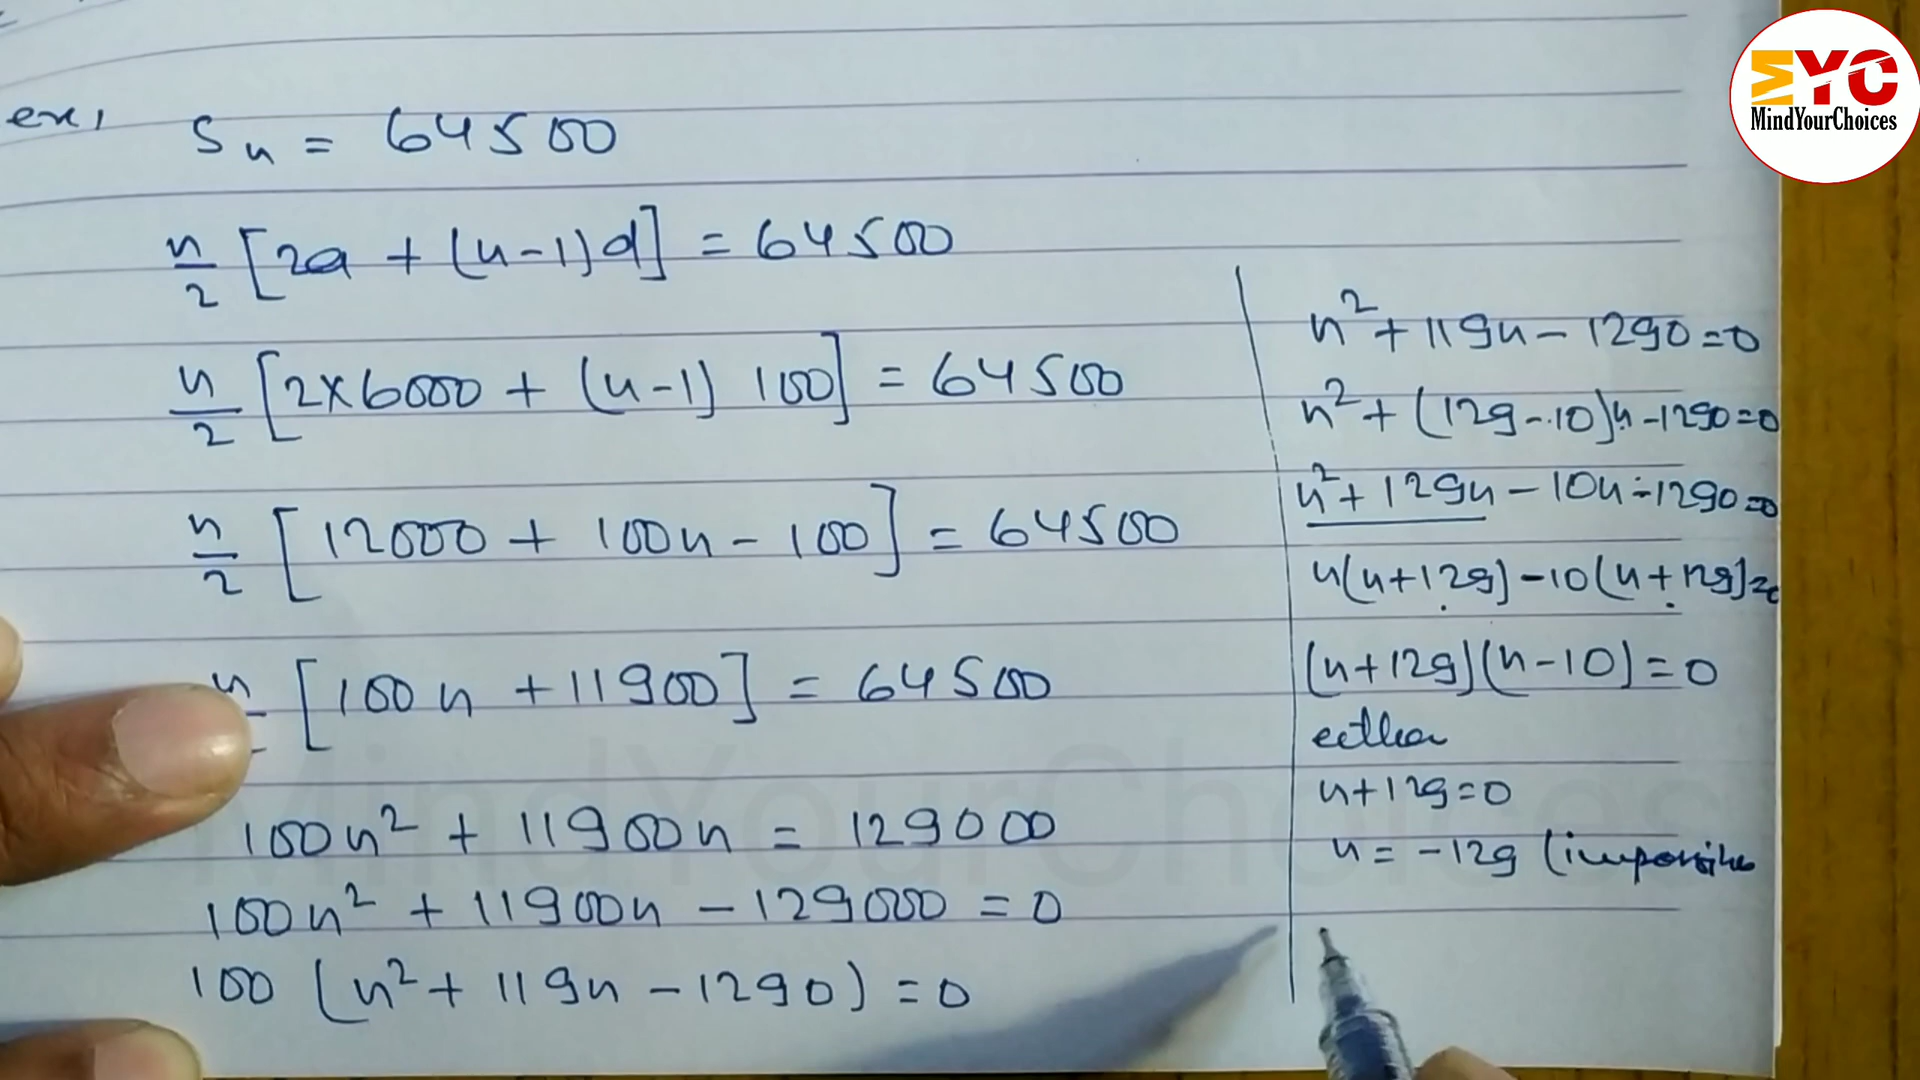 MYC
MindYourChoices
ex,
Sn = 64500
n/2 [2a + (n-1)d] = 64500
n/2 [2×6000 + (n-1) 100] = 64500
n/2 [12000 + 100n - 100] = 64500
n [100n + 11900] = 64500
100n² + 11900n = 129000
100n² + 11900n - 129000 = 0
100 (n² + 119n - 1290) = 0
n² + 119n - 1290 = 0
n² + (129-10)n - 1290 = 0
n² + 129n - 10n - 1290 = 0
n(n+129) - 10(n+129) =
(n+129)(n-10) = 0
either
n+129=0
n = -129 (impossible
MindYourChoices